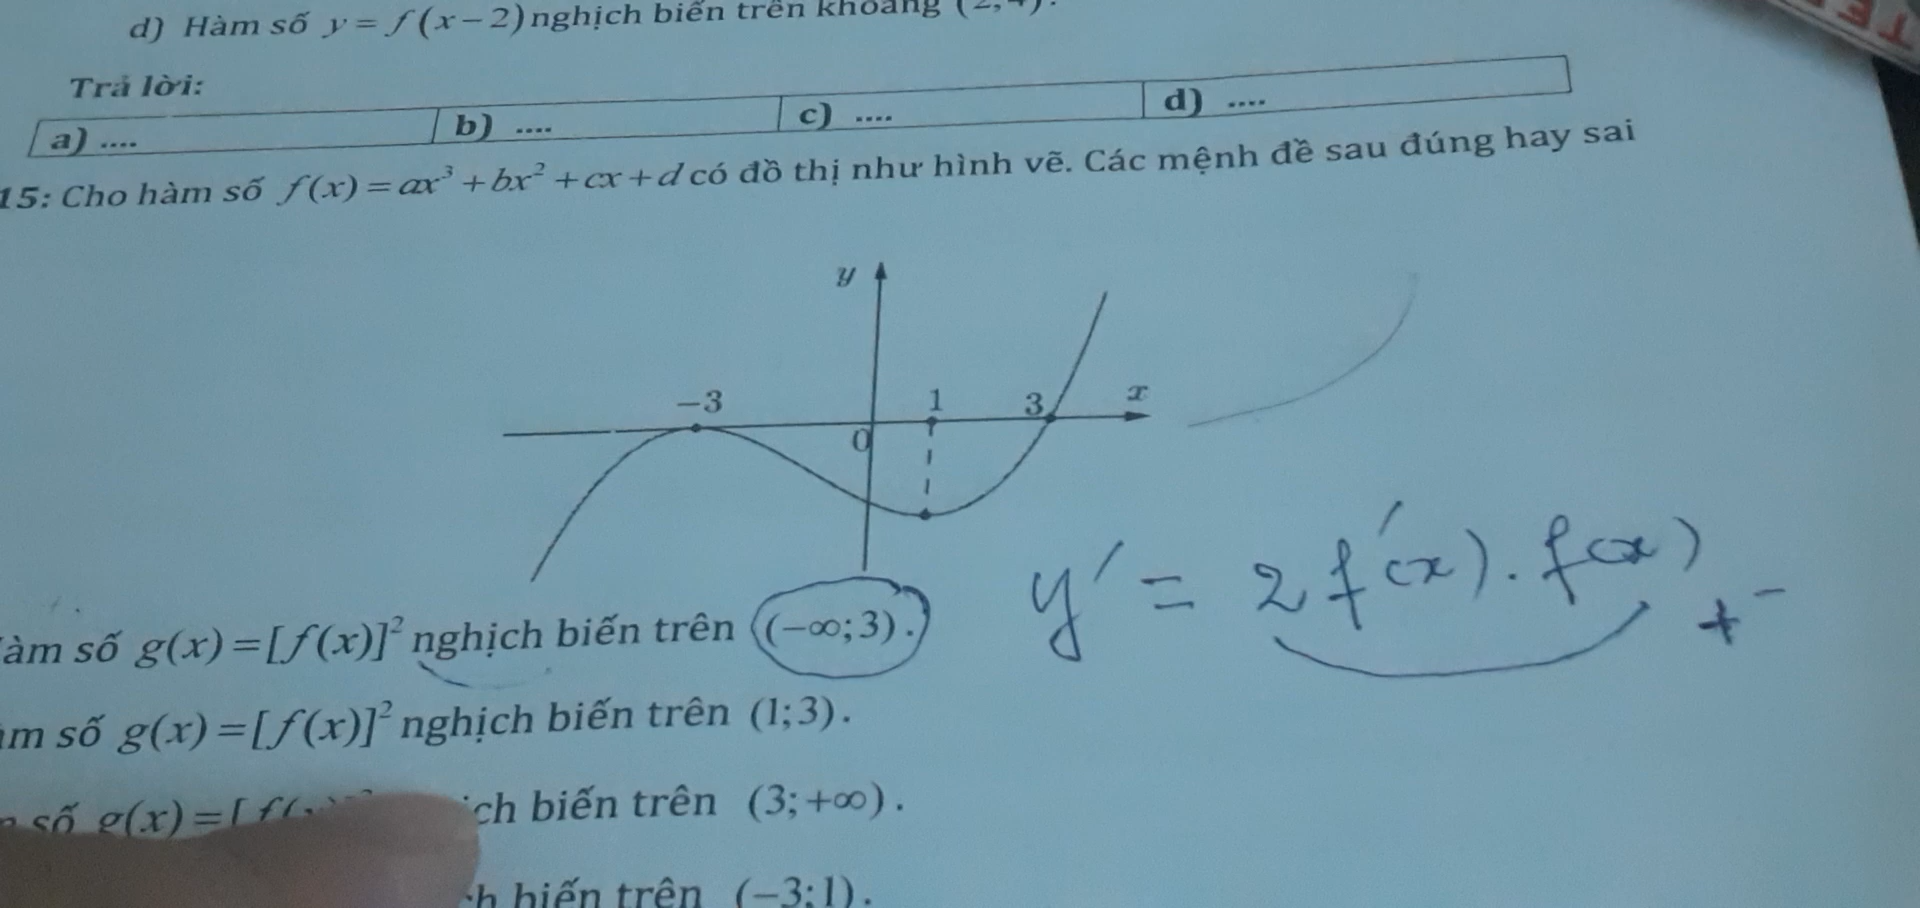 d) Hàm số y = f(x − 2) nghịch biến trên khoảng
Trả lời:
a) .... b) .... c) .... d) ....
15: Cho hàm số f(x) = ax³ + bx² + cx + d có đồ thị như hình vẽ. Các mệnh đề sau đúng hay sai
y
−3 1 3 x
0
y' = 2f'(x).f(x)
+ −
số g(x) = [f(x)]² nghịch biến trên (−∞; 3).
số g(x) = [f(x)]² nghịch biến trên (1; 3).
số g(x) = [ biến trên (3; +∞).
biến trên (−3; 1).